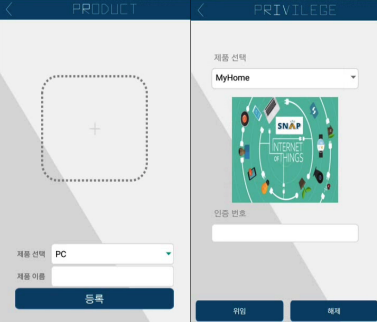 PRODUCT
제품 선택 PC
제품 이름
등록
PRIVILEGE
제품 선택
MyHome
SNAP
INTERNET
OF THINGS
인증 번호
위임 해제